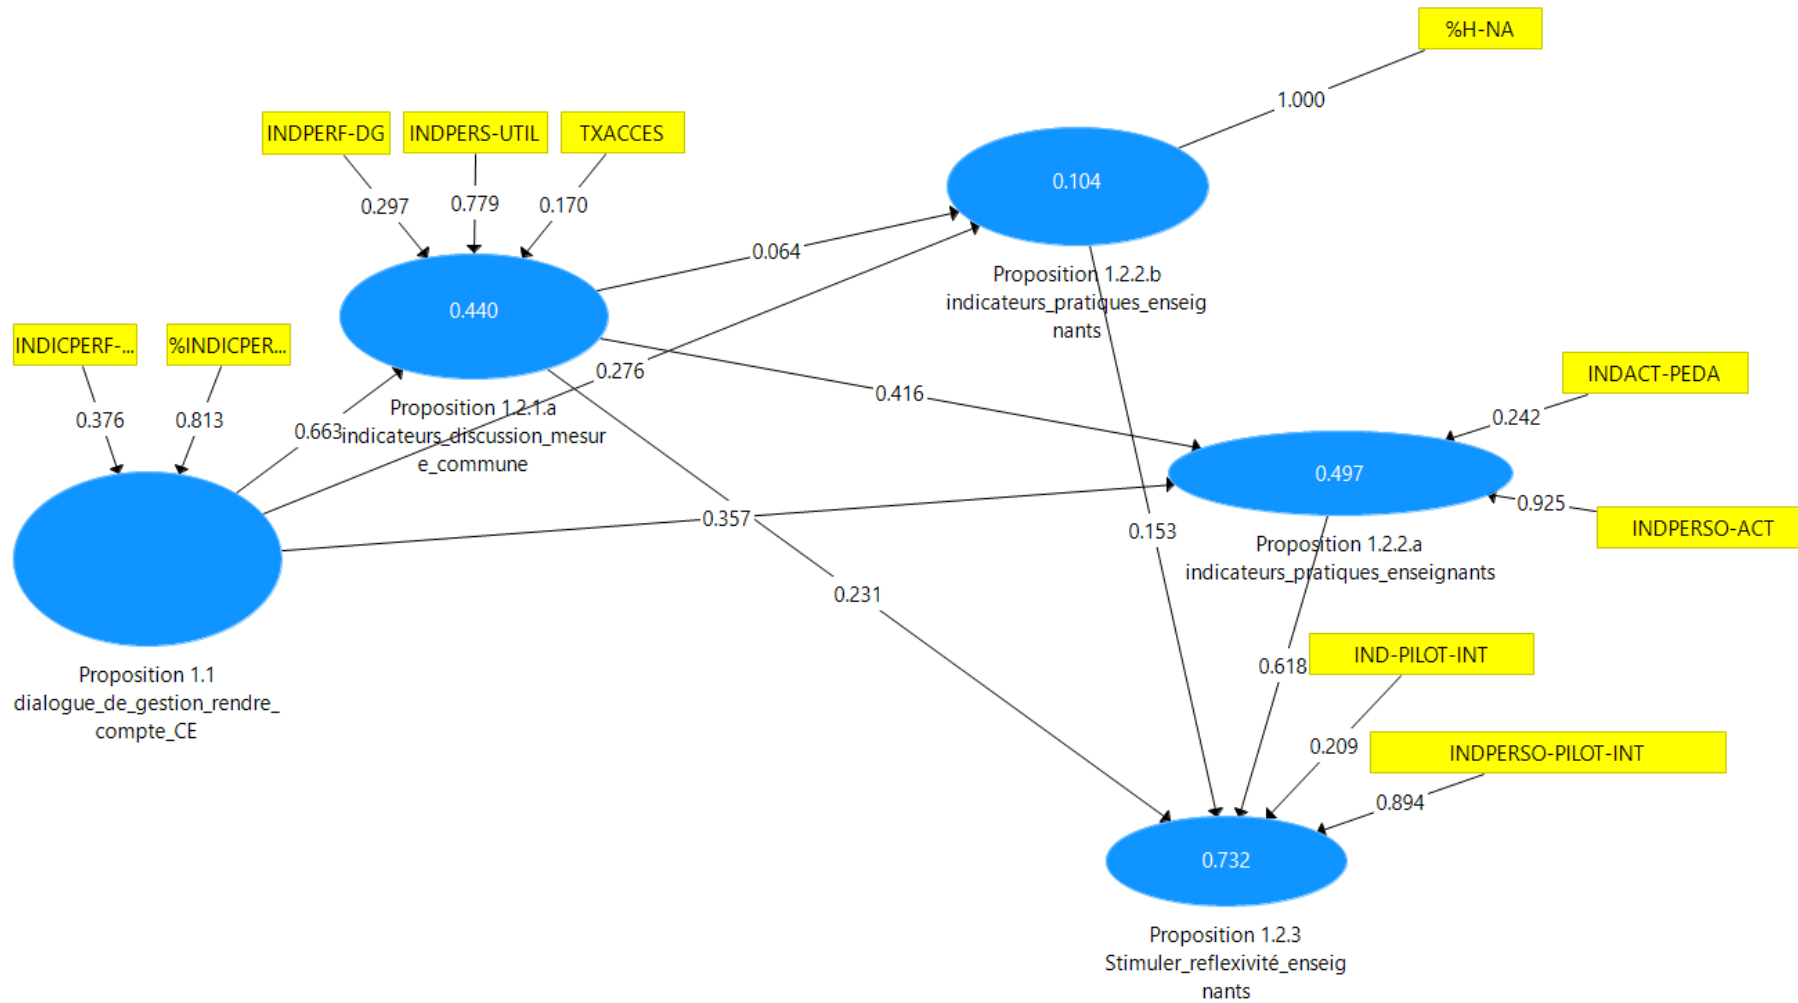 %H-NA
1.000
INDPERF-DG
INDPERS-UTIL
TXACCES
0.297
0.779
0.170
0.104
0.064
Proposition 1.2.2.b
indicateurs_pratiques_enseig
nants
0.440
INDICPERF-...
%INDICPER...
0.376
0.813
0.663
0.276
Proposition 1.2.1.a
indicateurs_discussion_mesur
e_commune
0.416
INDACT-PEDA
0.242
0.497
0.925
INDPERSO-ACT
0.357
0.153
Proposition 1.2.2.a
indicateurs_pratiques_enseignants
0.231
Proposition 1.1
dialogue_de_gestion_rendre_
compte_CE
0.618
IND-PILOT-INT
0.209
INDPERSO-PILOT-INT
0.894
0.732
Proposition 1.2.3
Stimuler_reflexivité_enseig
nants